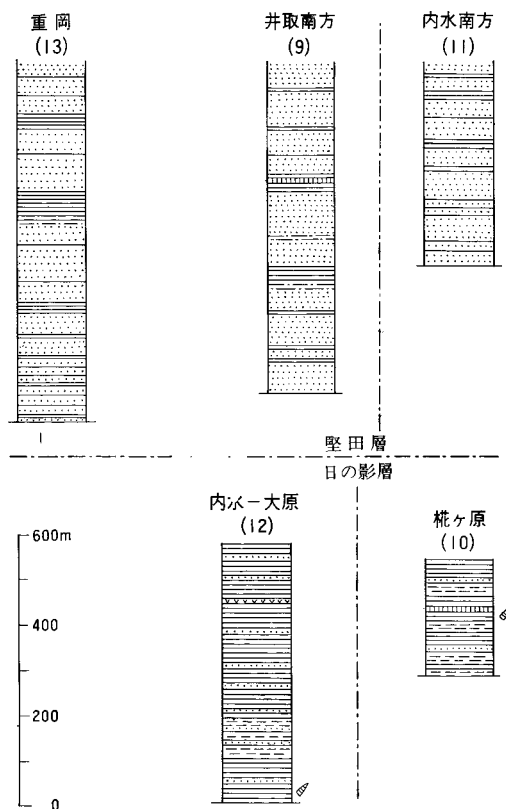 重岡
(13)
井取南方
(9)
内水南方
(11)
堅田層
日の影層
内水ー大原
(12)
椛ヶ原
(10)
600m
400
200
0